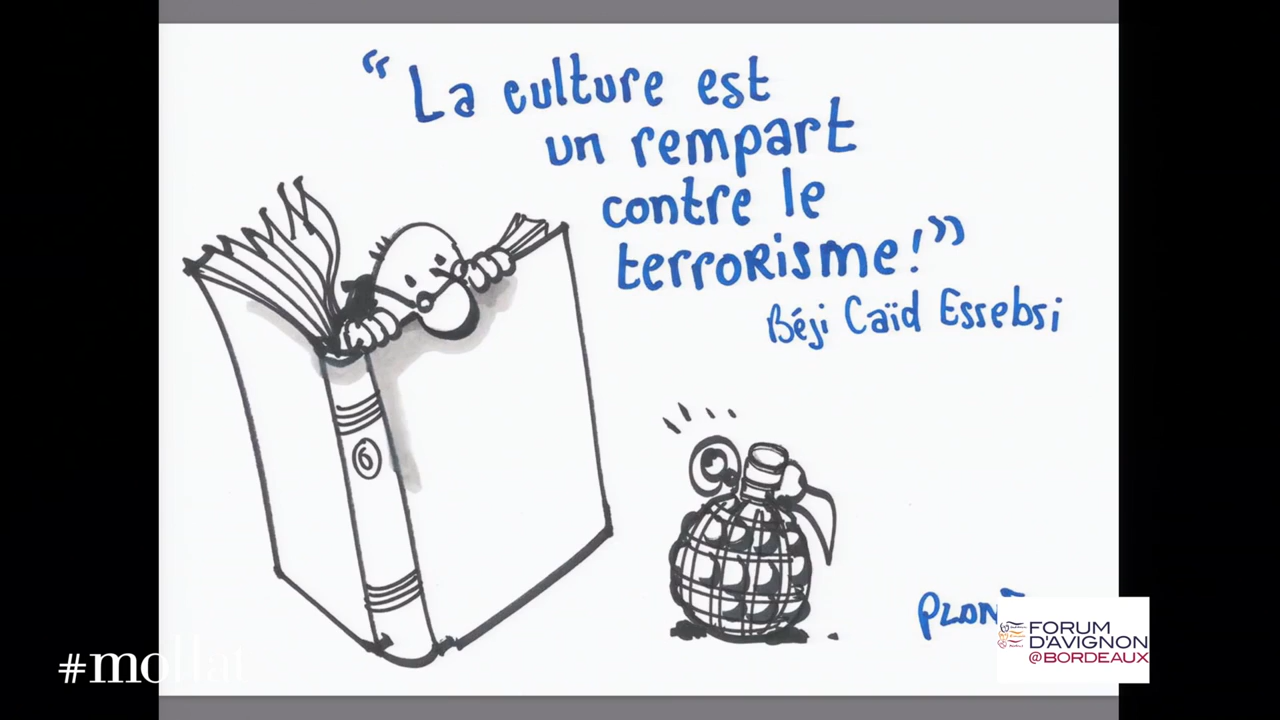 “La culture est
un rempart
contre le
terrorisme!”
Béji Caïd Essebsi
6
#mollat
FORUM
D'AVIGNON
@BORDEAUX